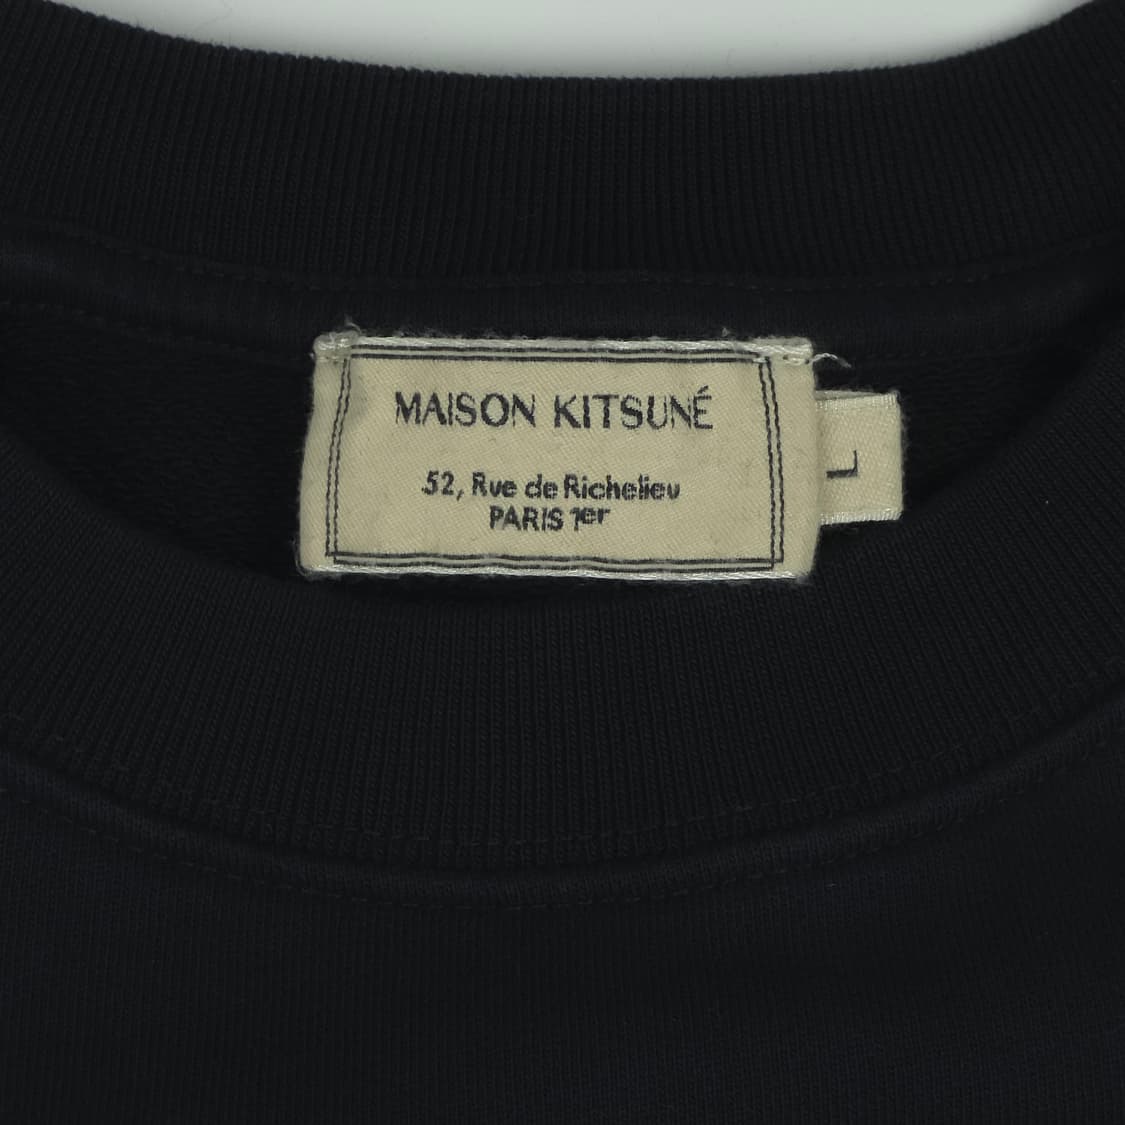 MAISON KITSUNÉ
52, Rue de Richelieu
PARIS 1er
L